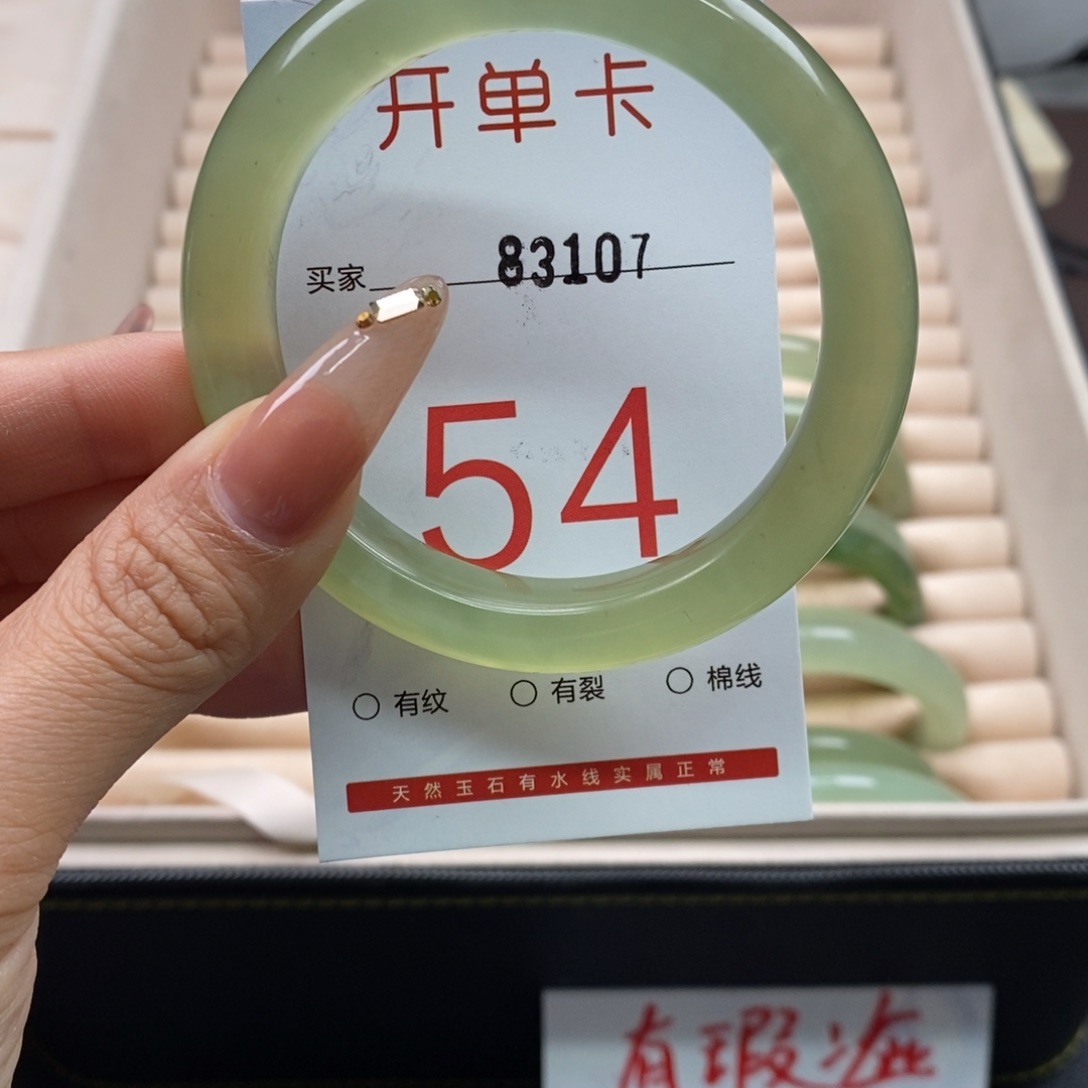 开单卡
买家 83107
54
○ 有纹 ○ 有裂 ○ 棉线
天然玉石有水线实属正常
有瑕疵